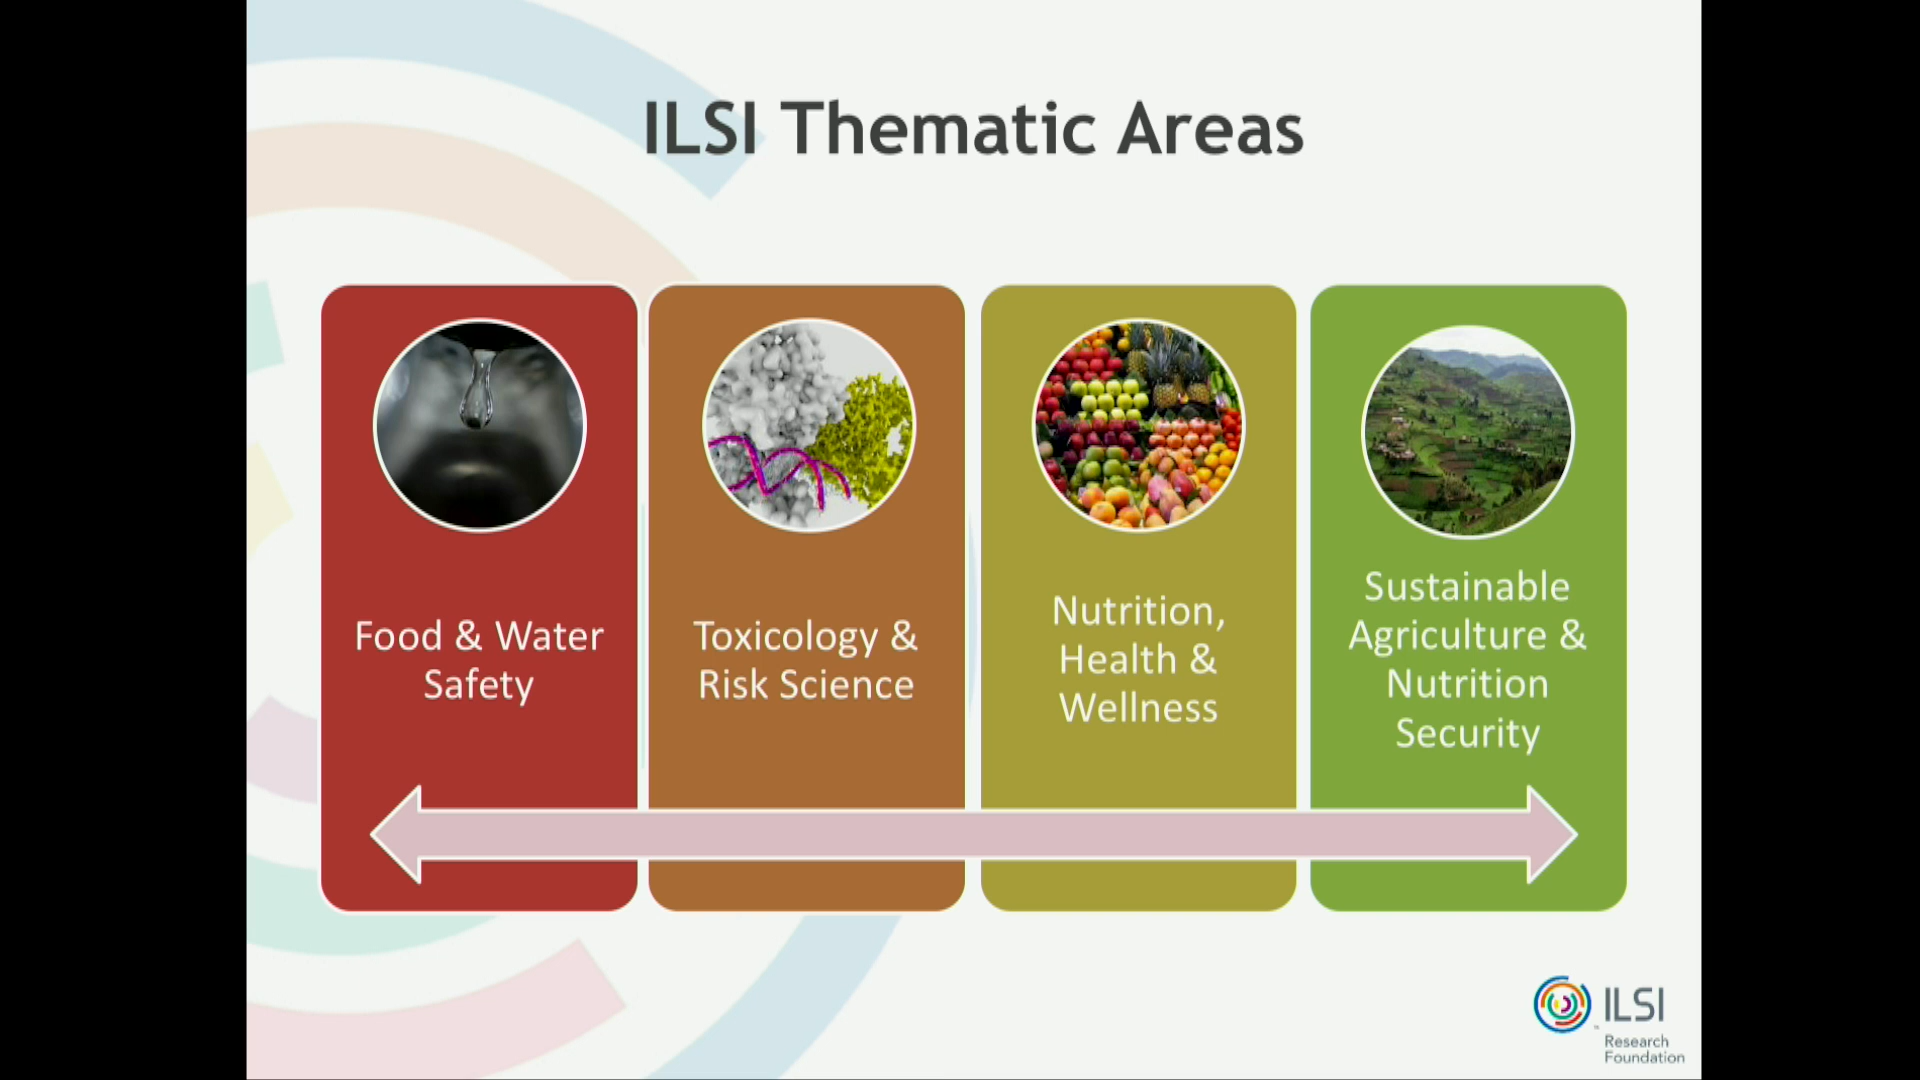 ILSI Thematic Areas
Food & Water
Safety
Toxicology &
Risk Science
Nutrition,
Health &
Wellness
Sustainable
Agriculture &
Nutrition
Security
ILSI
Research
Foundation